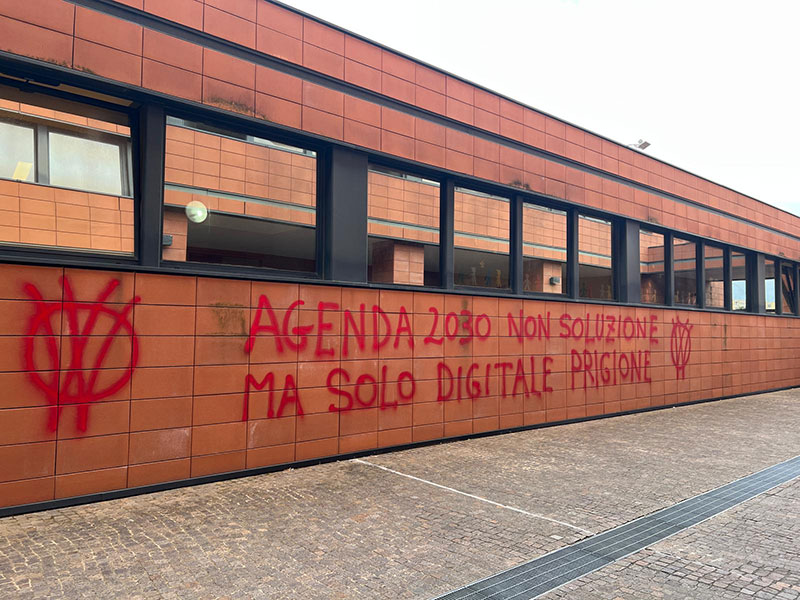 AGENDA 2030 NON SOLUZIONE
MA SOLO DIGITALE PRIGIONE